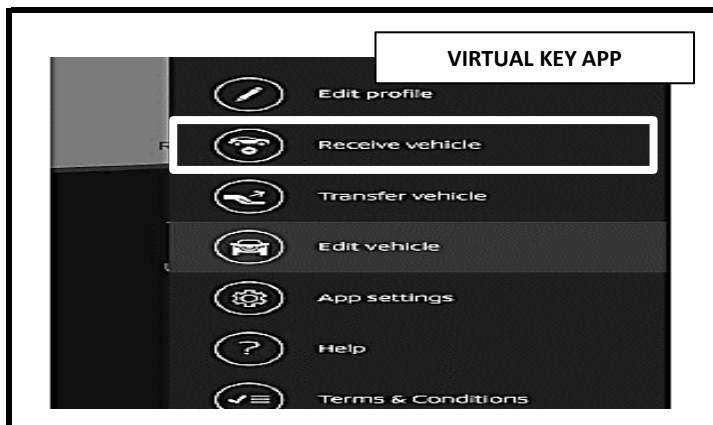 VIRTUAL KEY APP
Edit profile
R
Receive vehicle
Transfer vehicle
Edit vehicle
U
App settings
?
Help
Terms & Conditions